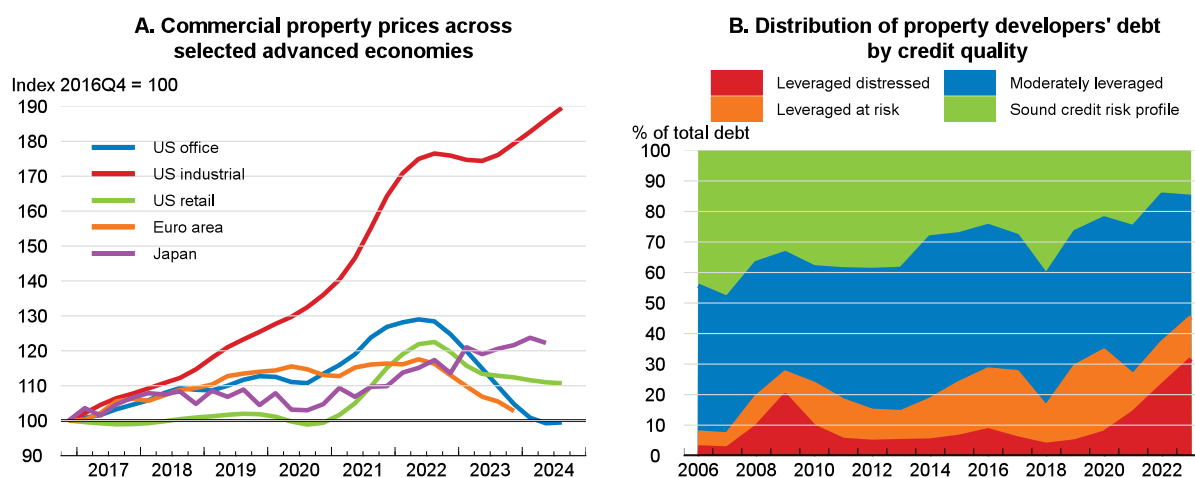 A. Commercial property prices across
selected advanced economies
Index 2016Q4 = 100
190
180
170
160
150
140
130
120
110
100
90
US office
US industrial
US retail
Euro area
Japan
2017 2018 2019 2020 2021 2022 2023 2024
B. Distribution of property developers' debt
by credit quality
Leveraged distressed Moderately leveraged
Leveraged at risk Sound credit risk profile
% of total debt
100
90
80
70
60
50
40
30
20
10
0
2006 2008 2010 2012 2014 2016 2018 2020 2022